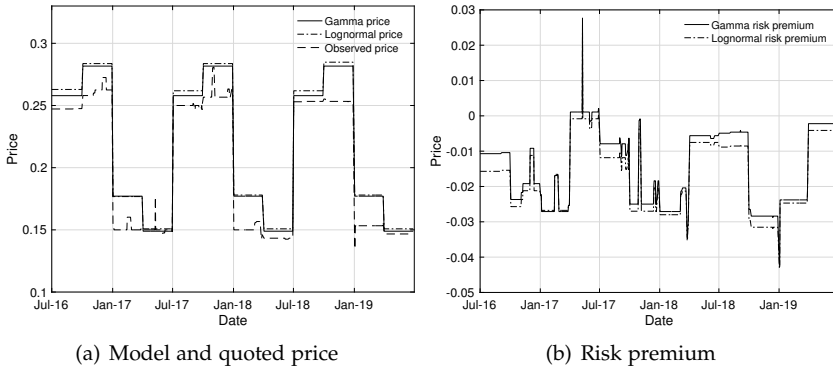 Gamma price
Lognormal price
Observed price
0.3
0.25
0.2
0.15
0.1
Price
Jul-16 Jan-17 Jul-17 Jan-18 Jul-18 Jan-19
Date
(a) Model and quoted price
Gamma risk premium
Lognormal risk premium
0.03
0.02
0.01
0
-0.01
-0.02
-0.03
-0.04
-0.05
Price
Jul-16 Jan-17 Jul-17 Jan-18 Jul-18 Jan-19
Date
(b) Risk premium